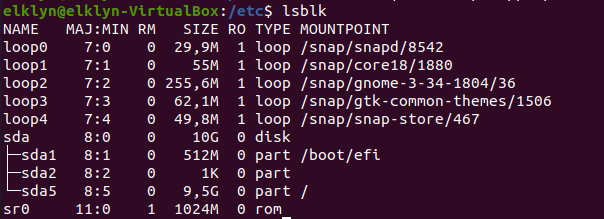 elklyn@elklyn-VirtualBox:/etc$ lsblk
NAME   MAJ:MIN RM   SIZE RO TYPE MOUNTPOINT
loop0    7:0    0  29,9M  1 loop /snap/snapd/8542
loop1    7:1    0    55M  1 loop /snap/core18/1880
loop2    7:2    0 255,6M  1 loop /snap/gnome-3-34-1804/36
loop3    7:3    0  62,1M  1 loop /snap/gtk-common-themes/1506
loop4    7:4    0  49,8M  1 loop /snap/snap-store/467
sda      8:0    0    10G  0 disk
├─sda1   8:1    0   512M  0 part /boot/efi
├─sda2   8:2    0     1K  0 part
└─sda5   8:5    0   9,5G  0 part /
sr0     11:0    1  1024M  0 rom